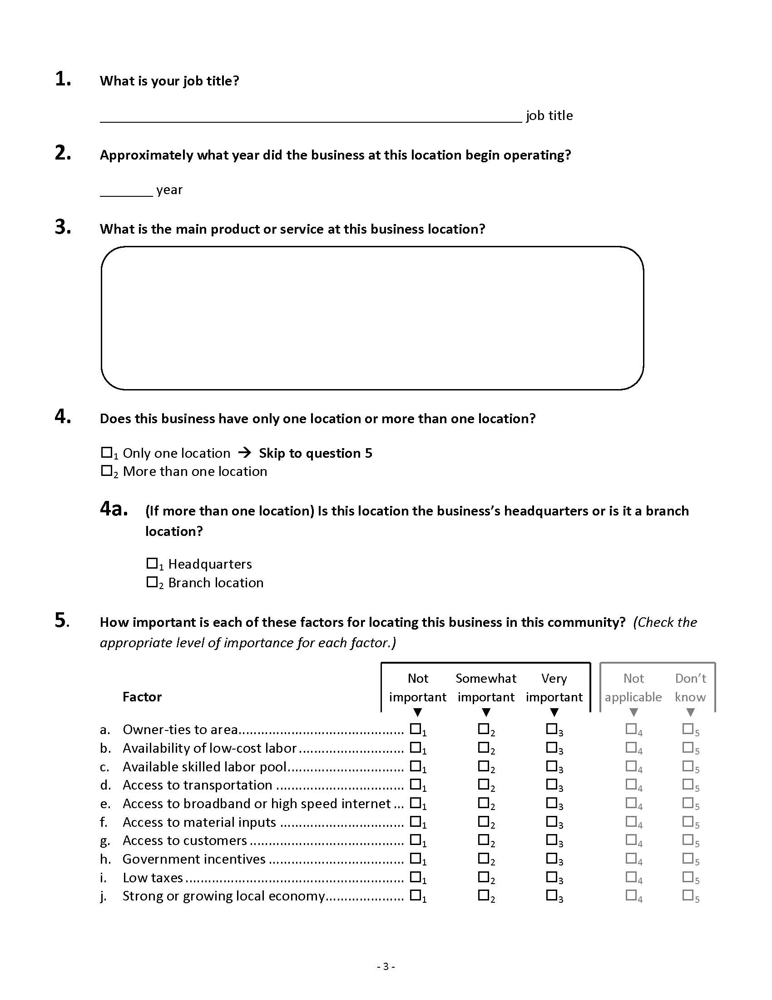 1. What is your job title?
______________________________ job title
2. Approximately what year did the business at this location begin operating?
_______ year
3. What is the main product or service at this business location?
4. Does this business have only one location or more than one location?
☐1 Only one location → Skip to question 5
☐2 More than one location
4a. (If more than one location) Is this location the business’s headquarters or is it a branch
location?
☐1 Headquarters
☐2 Branch location
5. How important is each of these factors for locating this business in this community? (Check the
appropriate level of importance for each factor.)
Not Somewhat Very Not Don’t
Factor important important important applicable know
▼ ▼ ▼ ▼ ▼
a. Owner-ties to area............................................ ☐1 ☐2 ☐3 ☐4 ☐5
b. Availability of low-cost labor............................ ☐1 ☐2 ☐3 ☐4 ☐5
c. Available skilled labor pool............................... ☐1 ☐2 ☐3 ☐4 ☐5
d. Access to transportation .................................. ☐1 ☐2 ☐3 ☐4 ☐5
e. Access to broadband or high speed internet ... ☐1 ☐2 ☐3 ☐4 ☐5
f. Access to material inputs ................................. ☐1 ☐2 ☐3 ☐4 ☐5
g. Access to customers ......................................... ☐1 ☐2 ☐3 ☐4 ☐5
h. Government incentives .................................... ☐1 ☐2 ☐3 ☐4 ☐5
i. Low taxes .......................................................... ☐1 ☐2 ☐3 ☐4 ☐5
j. Strong or growing local economy..................... ☐1 ☐2 ☐3 ☐4 ☐5
- 3 -